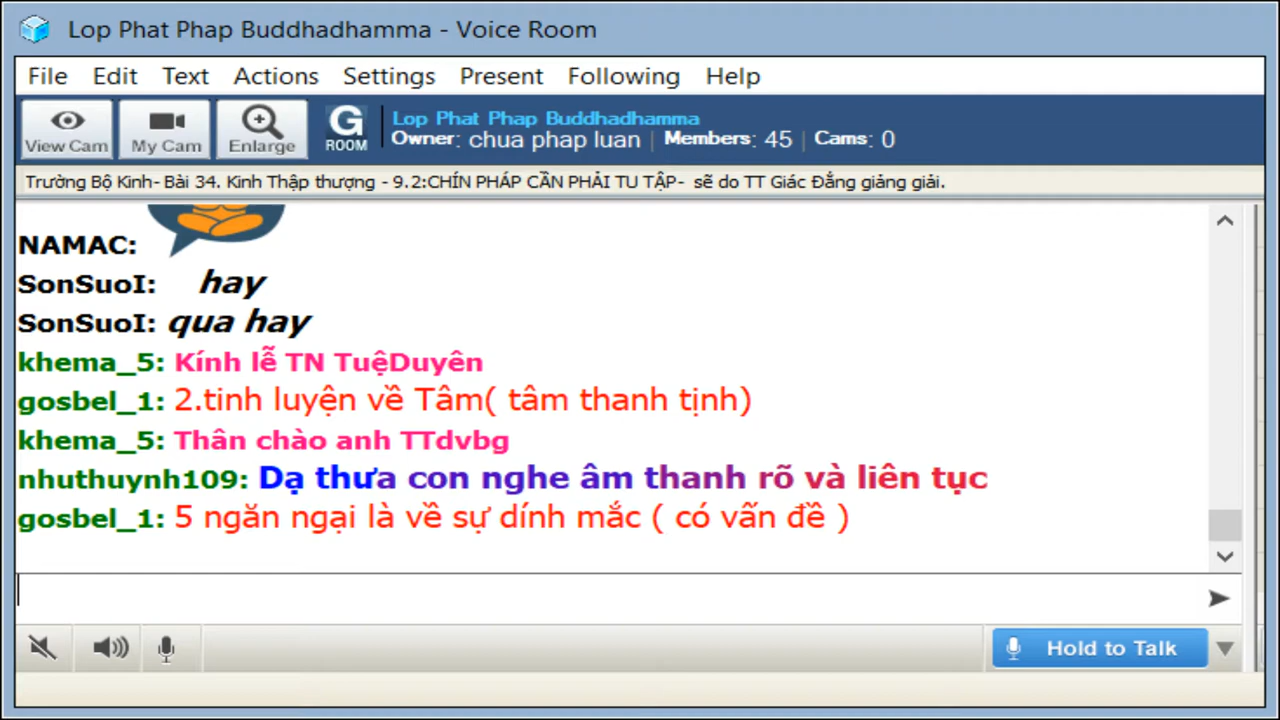 Lop Phat Phap Buddhadhamma - Voice Room
File Edit Text Actions Settings Present Following Help
View Cam My Cam Enlarge G ROOM
Lop Phat Phap Buddhadhamma
Owner: chua phap luan | Members: 45 | Cams: 0
Trường Bộ Kinh- Bài 34. Kinh Thập thượng - 9.2:CHÍN PHÁP CẦN PHẢI TU TẬP- sẽ do TT Giác Đẳng giảng giải.
NAMAC:
SonSuoI: hay
SonSuoI: qua hay
khema_5: Kính lễ TN TuệDuyên
gosbel_1: 2.tinh luyện về Tâm( tâm thanh tịnh)
khema_5: Thân chào anh TTdvbg
nhuthuynh109: Dạ thưa con nghe âm thanh rõ và liên tục
gosbel_1: 5 ngăn ngại là về sự dính mắc ( có vấn đề )
Hold to Talk